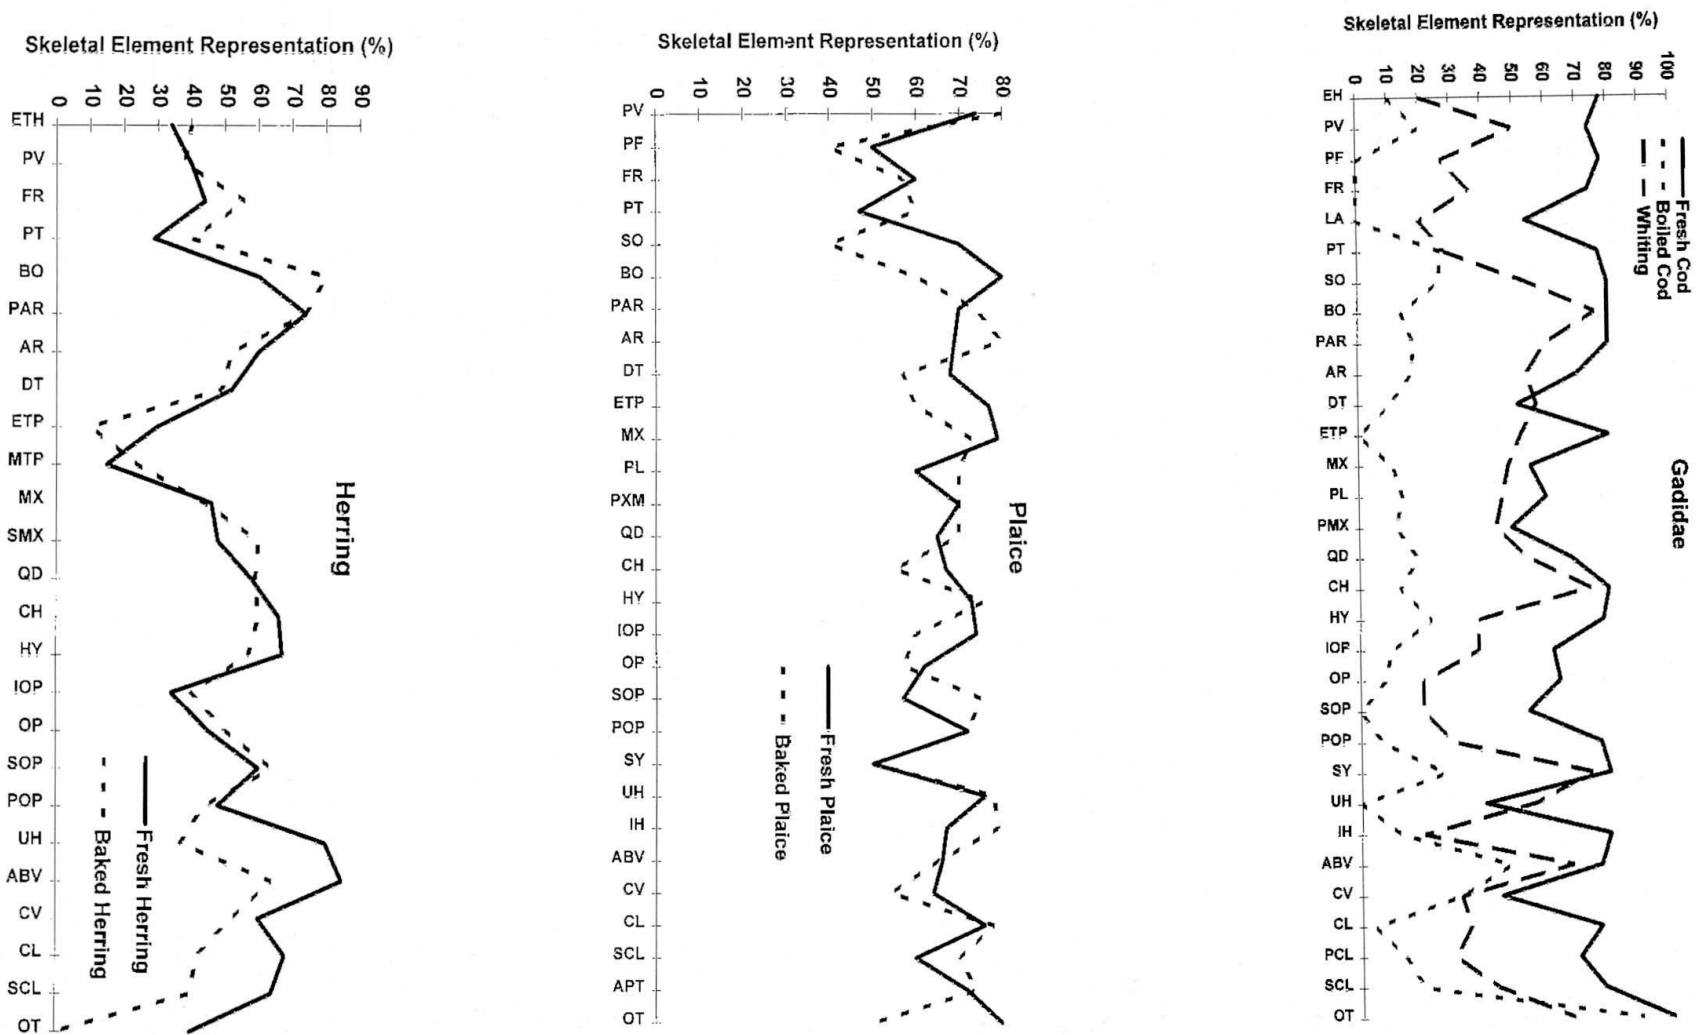 Skeletal Element Representation (%)
0 10 20 30 40 50 60 70 80 90
ETH
PV
FR
PT
BO
PAR
AR
DT
ETP
MTP
MX
SMX
QD
CH
HY
IOP
OP
SOP
POP
UH
ABV
CV
CL
SCL
OT
Herring
Fresh Herring
Baked Herring
Skeletal Element Representation (%)
0 10 20 30 40 50 60 70 80
PV
PF
FR
PT
SO
BO
PAR
AR
DT
ETP
MX
PL
PXM
QD
CH
HY
IOP
OP
SOP
POP
SY
UH
IH
ABV
CV
CL
SCL
APT
OT
Plaice
Fresh Plaice
Baked Plaice
Skeletal Element Representation (%)
0 10 20 30 40 50 60 70 80 90 100
EH
PV
PF
FR
LA
PT
SO
BO
PAR
AR
DT
ETP
MX
PL
PMX
QD
CH
HY
IOP
OP
SOP
POP
SY
UH
IH
ABV
CV
CL
PCL
SCL
OT
Gadidae
Fresh Cod
Boiled Cod
Whiting